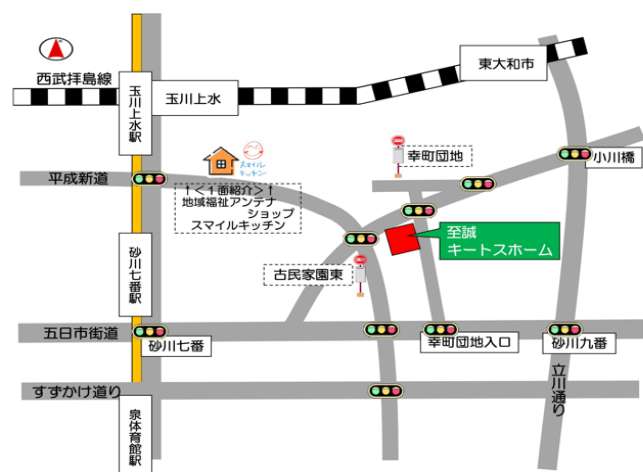 西武拝島線
玉川上水駅
玉川上水
東大和市
スマイル
キッチン
幸町団地
小川橋
平成新道
↑<1面紹介>↑
地域福祉アンテナ
ショップ
スマイルキッチン
至誠
キートスホーム
砂川七番駅
古民家園東
五日市街道
砂川七番
幸町団地入口
砂川九番
すずかけ道り
立川通り
泉体育館駅